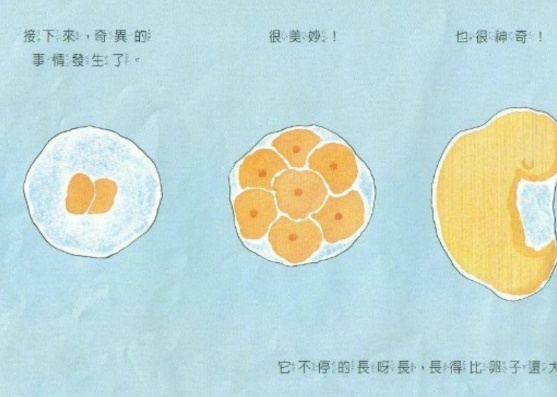 接下來，奇異的
事情發生了。
很美妙！
也很神奇！
它不停的長呀長，長得比卵子還大